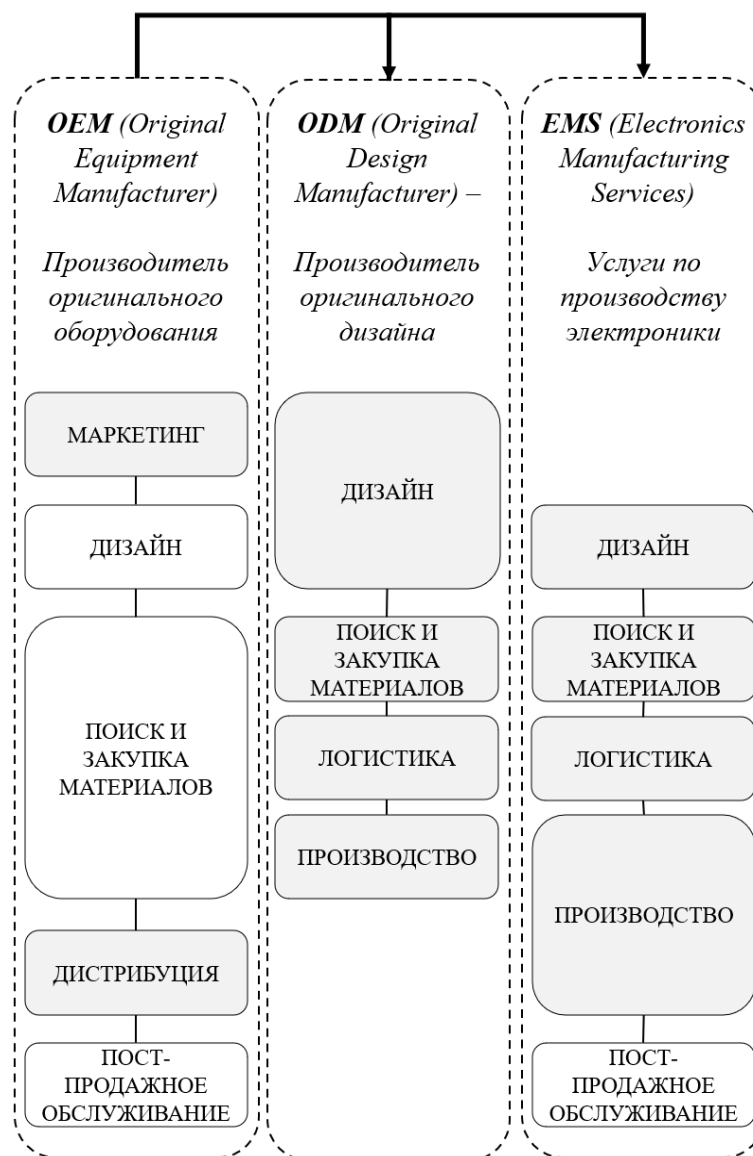 OEM (Original
Equipment
Manufacturer)
Производитель
оригинального
оборудования
МАРКЕТИНГ
ДИЗАЙН
ПОИСК И
ЗАКУПКА
МАТЕРИАЛОВ
ДИСТРИБУЦИЯ
ПОСТ-
ПРОДАЖНОЕ
ОБСЛУЖИВАНИЕ
ODM (Original
Design
Manufacturer) –
Производитель
оригинального
дизайна
ДИЗАЙН
ПОИСК И
ЗАКУПКА
МАТЕРИАЛОВ
ЛОГИСТИКА
ПРОИЗВОДСТВО
EMS (Electronics
Manufacturing
Services)
Услуги по
производству
электроники
ДИЗАЙН
ПОИСК И
ЗАКУПКА
МАТЕРИАЛОВ
ЛОГИСТИКА
ПРОИЗВОДСТВО
ПОСТ-
ПРОДАЖНОЕ
ОБСЛУЖИВАНИЕ